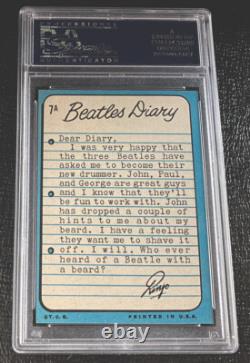 PROFESSIONAL
PSA
AUTHENTICATOR
7A
Beatles Diary
Dear Diary,
I was very happy that
the three Beatles have
asked me to become their
new drummer. John, Paul,
and George are great guys
and I know that they'll
be fun to work with. John
has dropped a couple of
hints to me about my
beard. I have a feeling
they want me to shave it
off. I will. Who ever
heard of a Beatle with
a beard?
Ringo
©T.C.G.
PRINTED IN U.S.A.